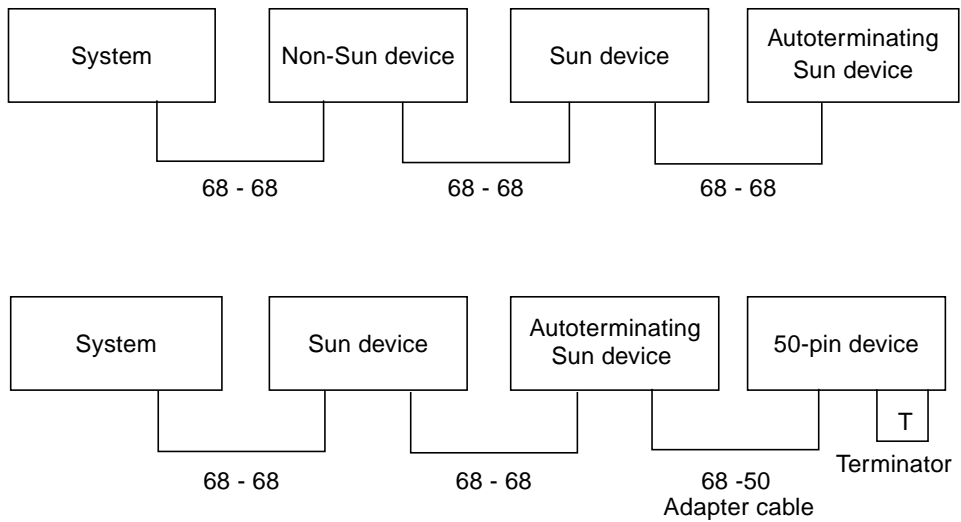 System
Non-Sun device
Sun device
Autoterminating
Sun device
68 - 68
68 - 68
68 - 68
System
Sun device
Autoterminating
Sun device
50-pin device
T
Terminator
68 - 68
68 - 68
68 -50
Adapter cable